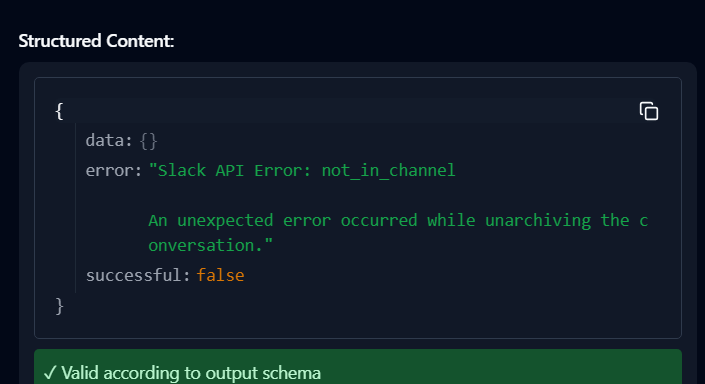 Structured Content:
{
data: {}
error: "Slack API Error: not_in_channel
An unexpected error occurred while unarchiving the c
onversation."
successful: false
}
✓ Valid according to output schema